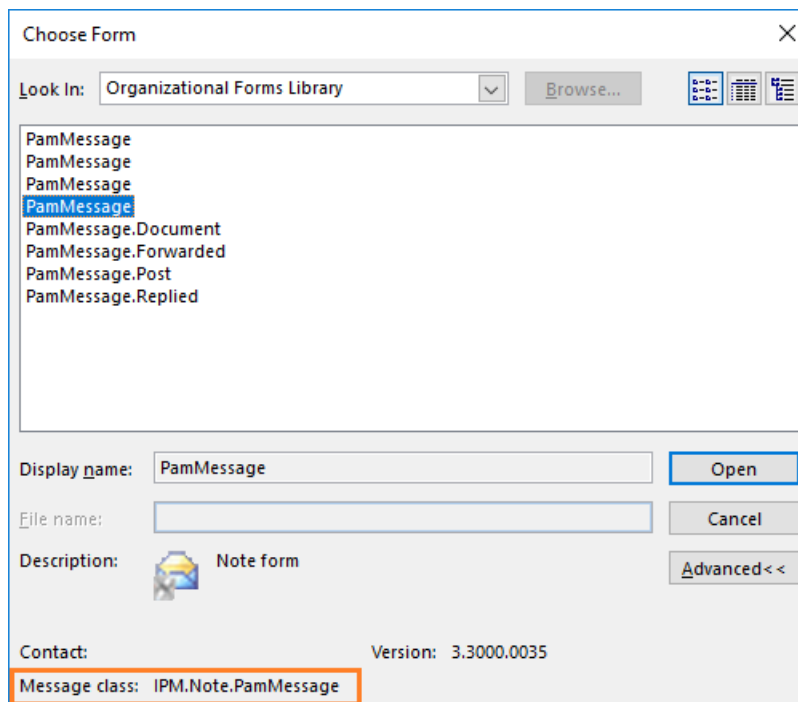 Choose Form
Look In: Organizational Forms Library Browse...
PamMessage
PamMessage
PamMessage
PamMessage
PamMessage.Document
PamMessage.Forwarded
PamMessage.Post
PamMessage.Replied
Display name: PamMessage Open
File name: Cancel
Description: Note form Advanced<<
Contact: Version: 3.3000.0035
Message class: IPM.Note.PamMessage